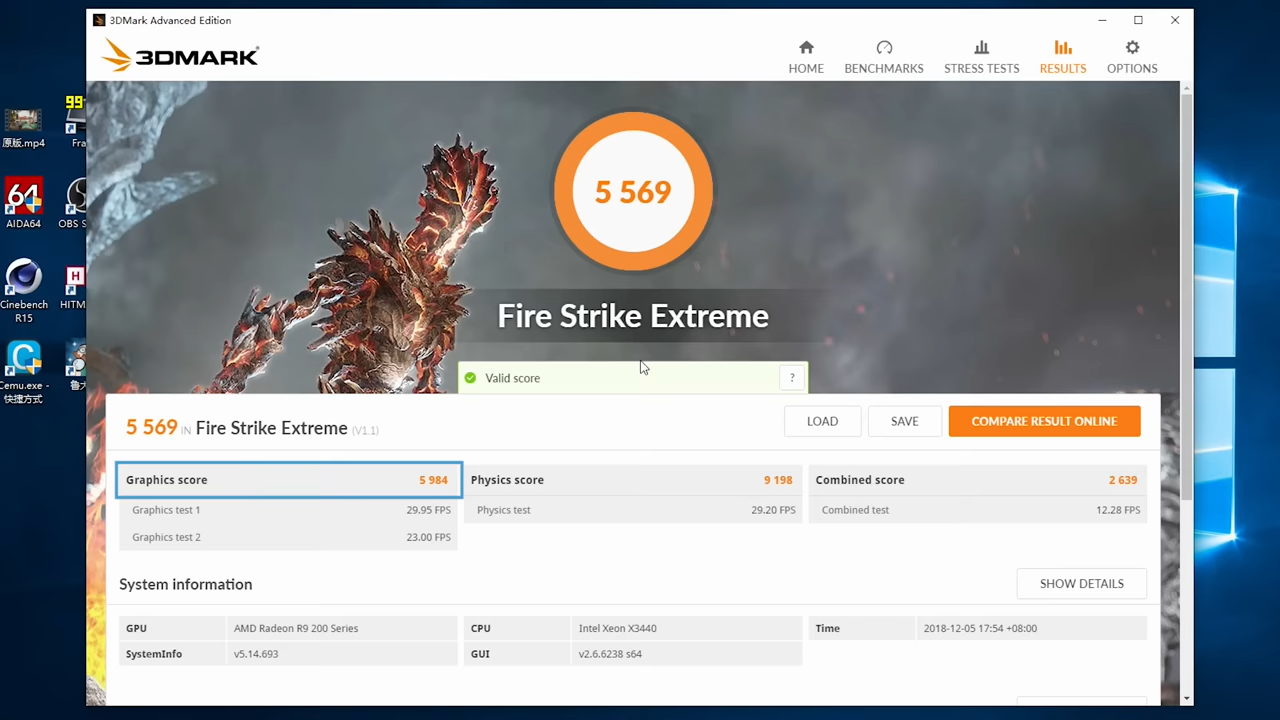 3DMark Advanced Edition
3DMARK
HOME
BENCHMARKS
STRESS TESTS
RESULTS
OPTIONS
原版.mp4
99
Fra
64
AIDA64
OBS S
Cinebench
R15
H
HITM
Cemu.exe -
快捷方式
鲁大
5 569
Fire Strike Extreme
Valid score
?
5 569 IN Fire Strike Extreme (V1.1)
LOAD
SAVE
COMPARE RESULT ONLINE
Graphics score 5 984
Graphics test 1 29.95 FPS
Graphics test 2 23.00 FPS
Physics score 9 198
Physics test 29.20 FPS
Combined score 2 639
Combined test 12.28 FPS
System information
SHOW DETAILS
GPU AMD Radeon R9 200 Series
CPU Intel Xeon X3440
Time 2018-12-05 17:54 +08:00
SystemInfo v5.14.693
GUI v2.6.6238 s64